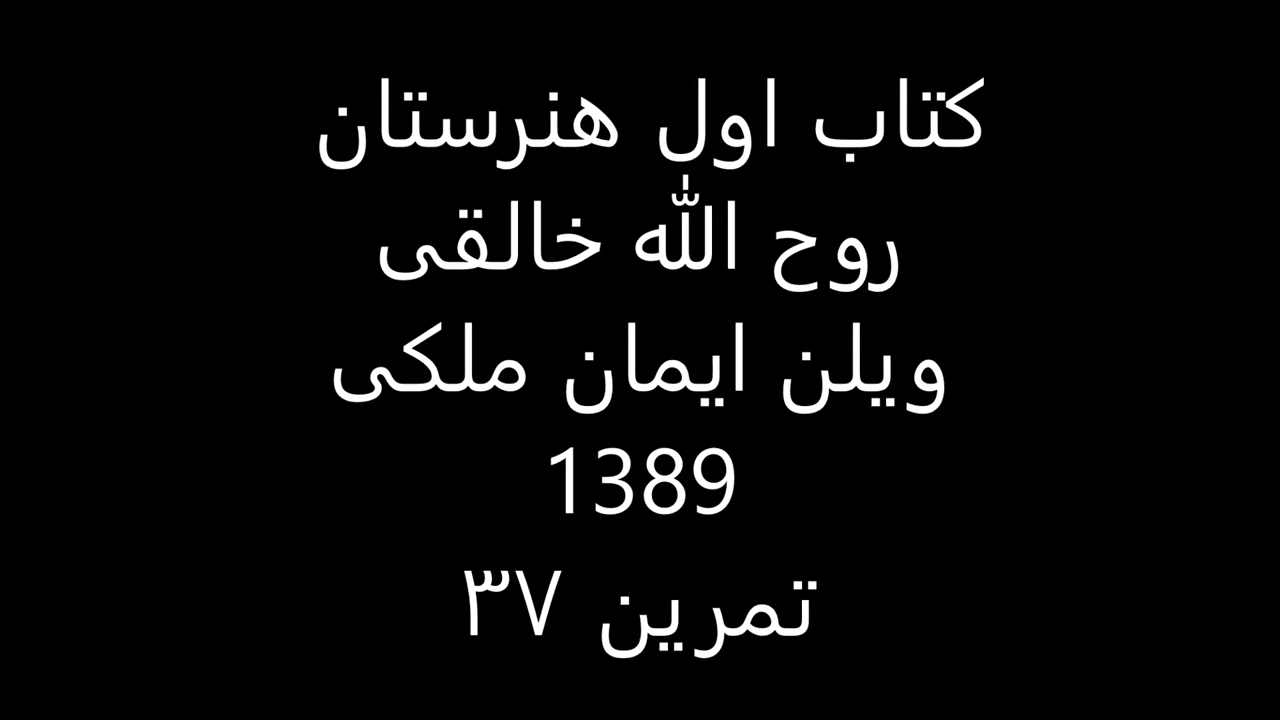 کتاب اول هنرستان
روح الله خالقی
ویلن ایمان ملکی
1389
تمرین ۳۷